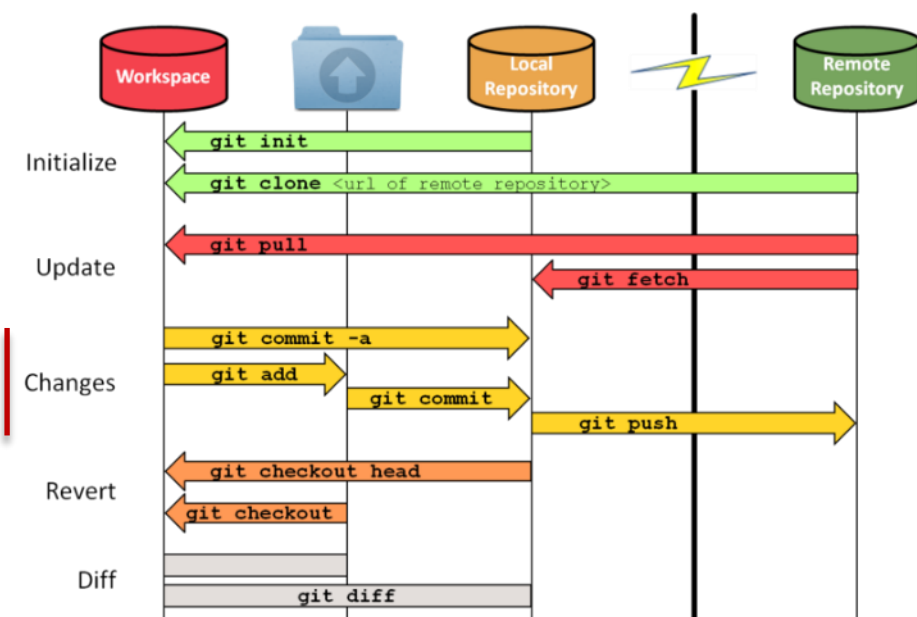 Workspace
Local
Repository
Remote
Repository
Initialize
git init
git clone <url of remote repository>
Update
git pull
git fetch
Changes
git commit -a
git add
git commit
git push
Revert
git checkout head
git checkout
Diff
git diff